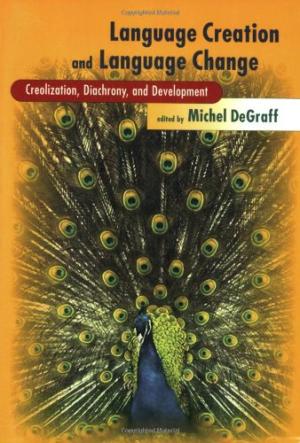 Language Creation
and Language Change
Creolization, Diachrony, and Development
edited by Michel DeGraff